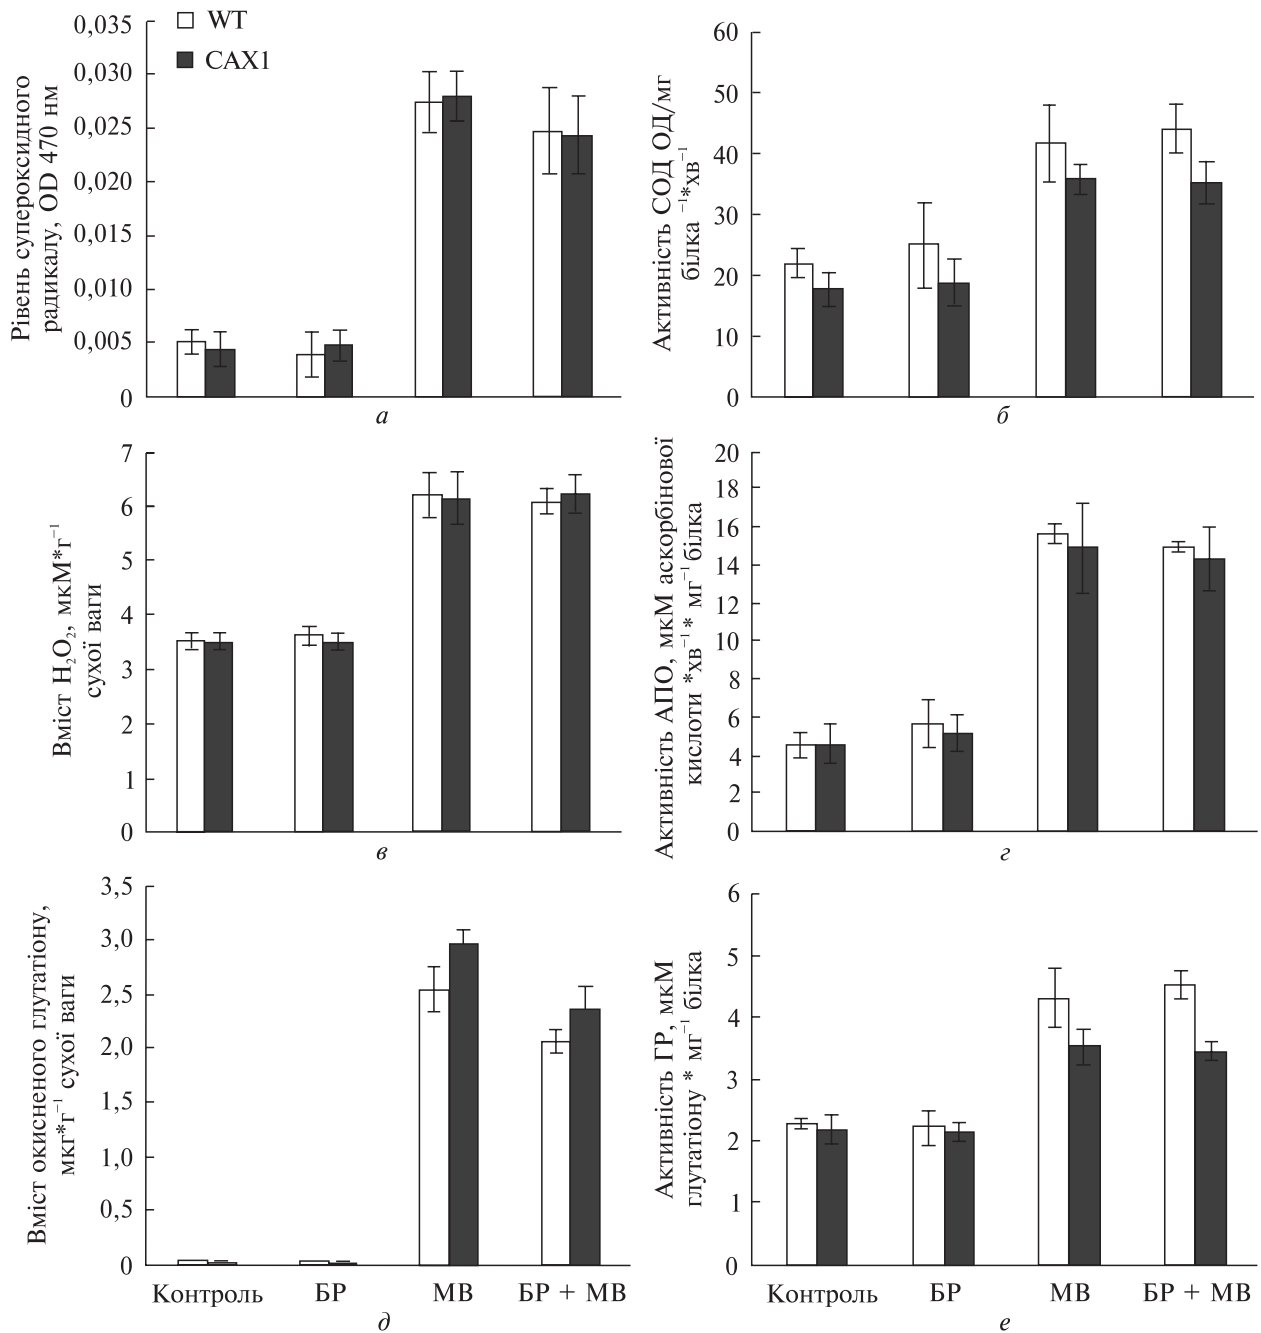 WT
CAX1
Рівень супероксидного
радикалу, OD 470 нм
0,035
0,030
0,025
0,020
0,015
0,010
0,005
0
а
Активність СОД ОД/мг
білка ⁻¹*хв⁻¹
60
50
40
30
20
10
0
б
Вміст H₂O₂, мкМ*г⁻¹
сухої ваги
7
6
5
4
3
2
1
0
в
Активність АПО, мкМ аскорбінової
кислоти *хв⁻¹* мг⁻¹ білка
20
18
16
14
12
10
8
6
4
2
0
г
Вміст окисненого глутатіону,
мкг*г⁻¹ сухої ваги
3,5
3,0
2,5
2,0
1,5
1,0
0,5
0
Контроль БР МВ БР + МВ
д
Активність ГР, мкМ
глутатіону * мг⁻¹ білка
6
5
4
3
2
1
0
Контроль БР МВ БР + МВ
е